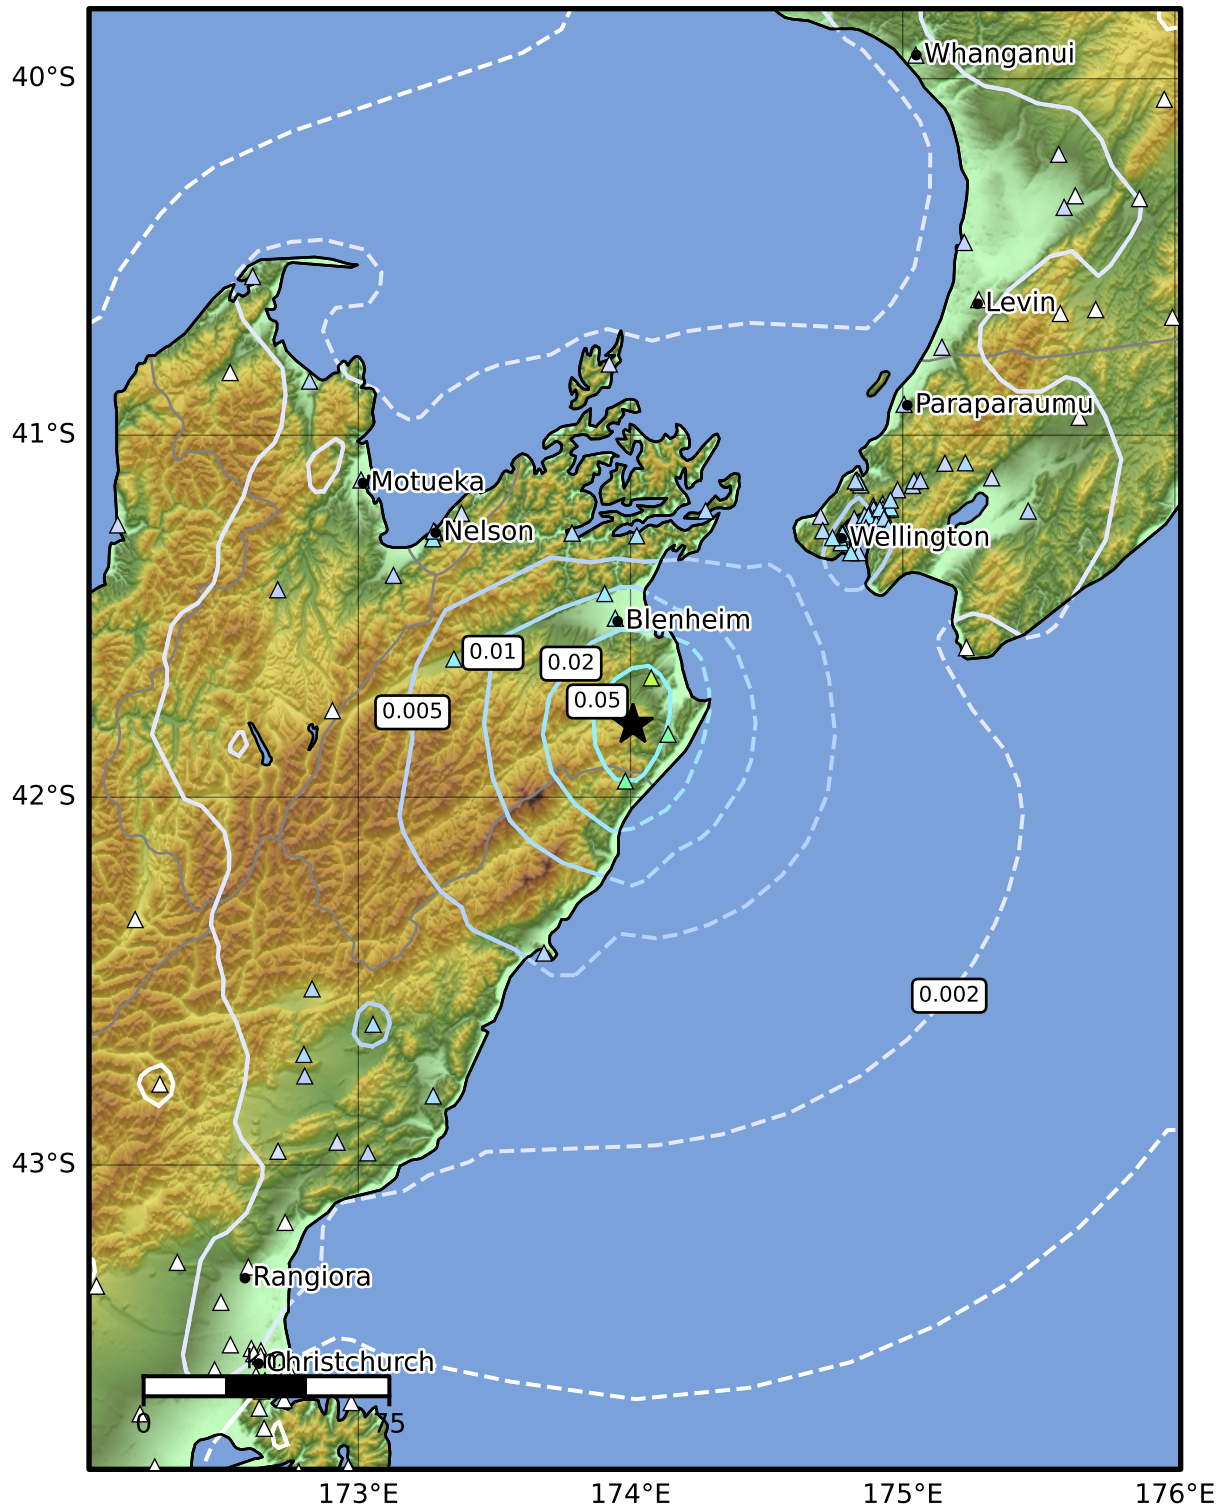 Whanganui
40°S
Levin
Paraparaumu
41°S
Motueka
Nelson
Wellington
Blenheim
0.01
0.02
0.05
0.005
42°S
0.002
43°S
Rangiora
km
Christchurch
0
75
173°E
174°E
175°E
176°E